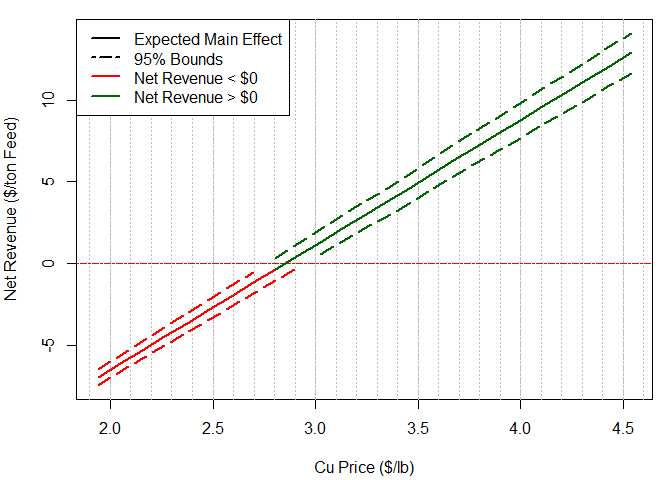 Expected Main Effect
95% Bounds
Net Revenue < $0
Net Revenue > $0
Net Revenue ($/ton Feed)
10
5
0
-5
2.0 2.5 3.0 3.5 4.0 4.5
Cu Price ($/lb)